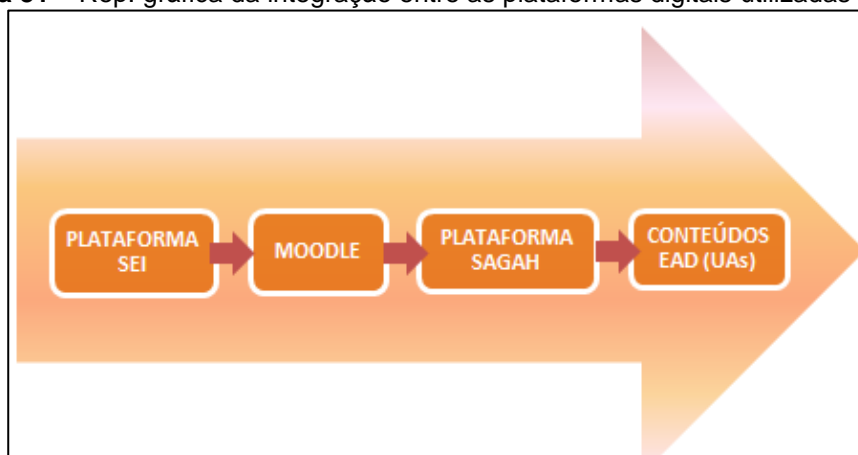 Rep. gráfica da integração entre as plataformas digitais utilizadas
PLATAFORMA
SEI
MOODLE
PLATAFORMA
SAGAH
CONTEÚDOS
EAD (UAs)